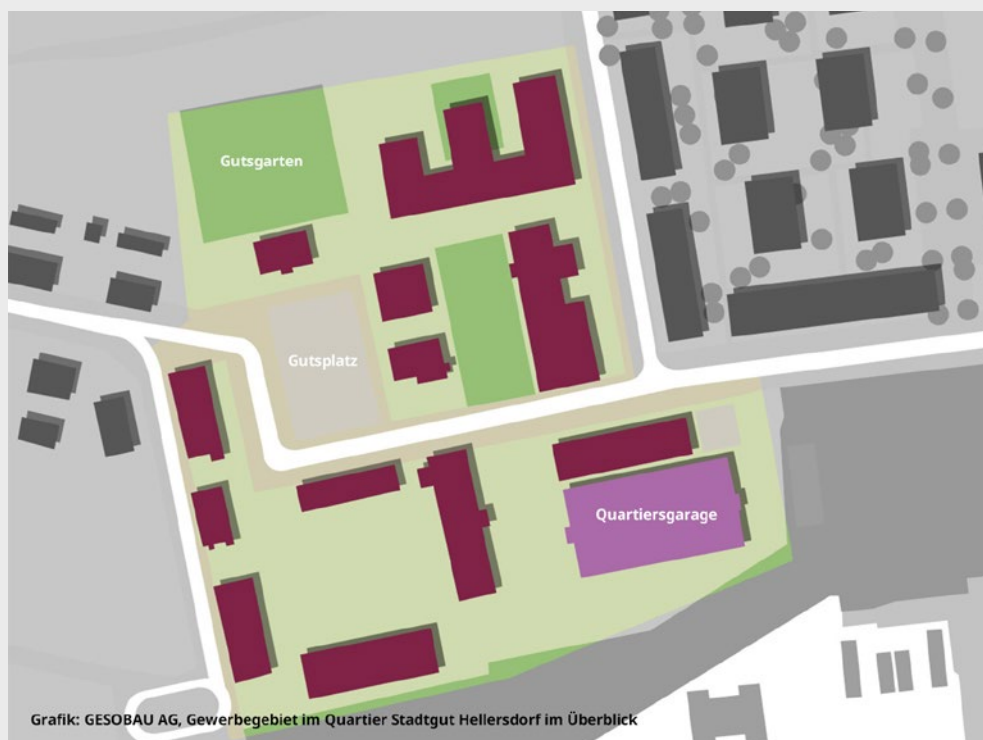 Gutsgarten
Gutsplatz
Quartiersgarage
Grafik: GESOBAU AG, Gewerbegebiet im Quartier Stadtgut Hellersdorf im Überblick